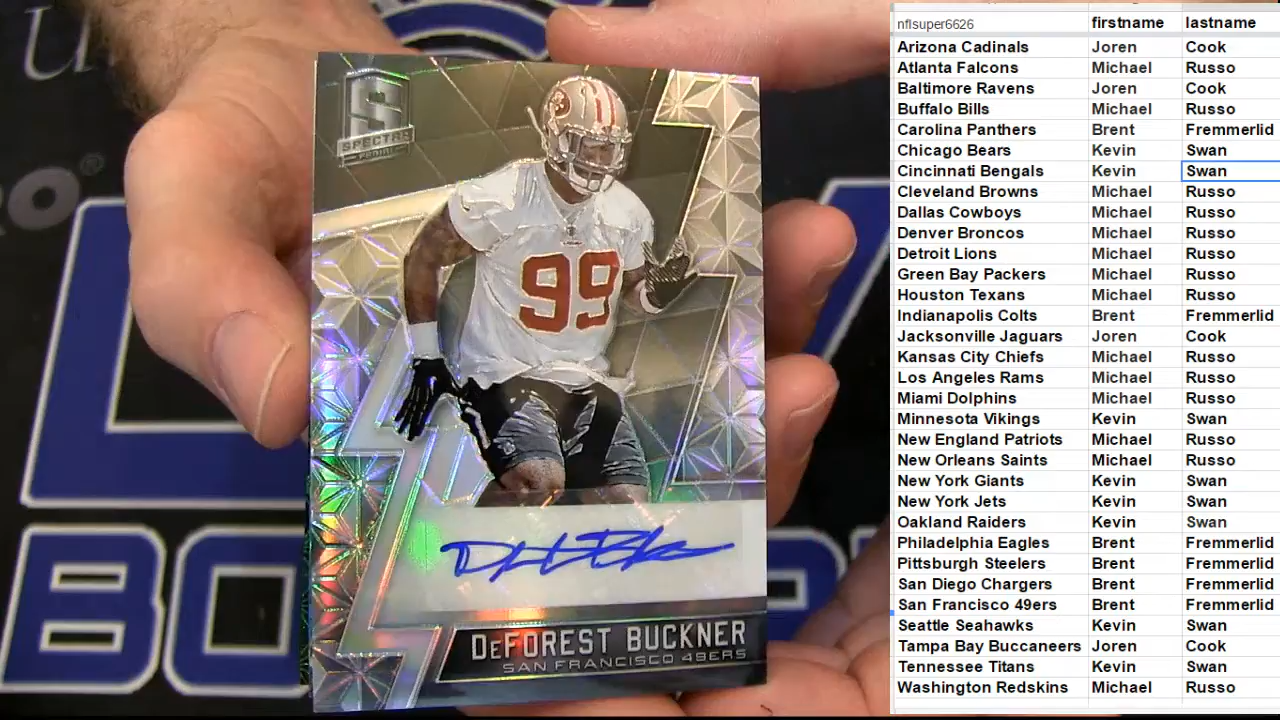 SPECTRA
PANINI
99
DEFOREST BUCKNER
SAN FRANCISCO 49ERS
BO
nflsuper6626 firstname lastname
Arizona Cadinals Joren Cook
Atlanta Falcons Michael Russo
Baltimore Ravens Joren Cook
Buffalo Bills Michael Russo
Carolina Panthers Brent Fremmerlid
Chicago Bears Kevin Swan
Cincinnati Bengals Kevin Swan
Cleveland Browns Michael Russo
Dallas Cowboys Michael Russo
Denver Broncos Michael Russo
Detroit Lions Michael Russo
Green Bay Packers Michael Russo
Houston Texans Michael Russo
Indianapolis Colts Brent Fremmerlid
Jacksonville Jaguars Joren Cook
Kansas City Chiefs Michael Russo
Los Angeles Rams Michael Russo
Miami Dolphins Michael Russo
Minnesota Vikings Kevin Swan
New England Patriots Michael Russo
New Orleans Saints Michael Russo
New York Giants Kevin Swan
New York Jets Kevin Swan
Oakland Raiders Kevin Swan
Philadelphia Eagles Brent Fremmerlid
Pittsburgh Steelers Brent Fremmerlid
San Diego Chargers Brent Fremmerlid
San Francisco 49ers Brent Fremmerlid
Seattle Seahawks Kevin Swan
Tampa Bay Buccaneers Joren Cook
Tennessee Titans Kevin Swan
Washington Redskins Michael Russo